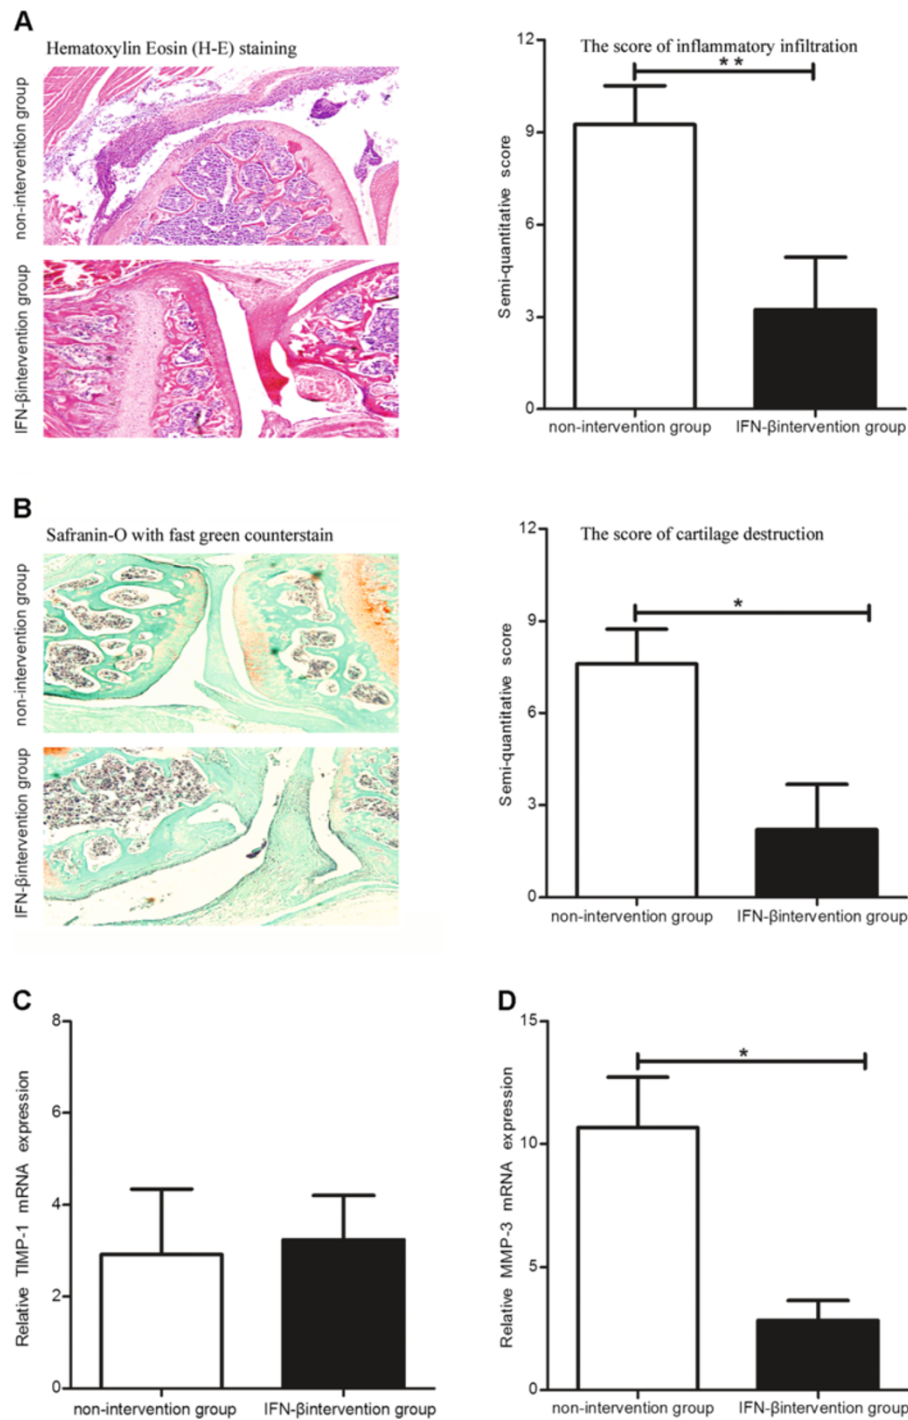 A
Hematoxylin Eosin (H-E) staining
non-intervention group
IFN-βintervention group
The score of inflammatory infiltration
**
12
9
6
3
0
Semi-quantitative score
non-intervention group IFN-βintervention group
B
Safranin-O with fast green counterstain
non-intervention group
IFN-βintervention group
The score of cartilage destruction
*
12
9
6
3
0
Semi-quantitative score
non-intervention group IFN-βintervention group
C
8
6
4
2
0
Relative TIMP-1 mRNA expression
non-intervention group IFN-βintervention group
D
*
15
10
5
0
Relative MMP-3 mRNA expression
non-intervention group IFN-βintervention group